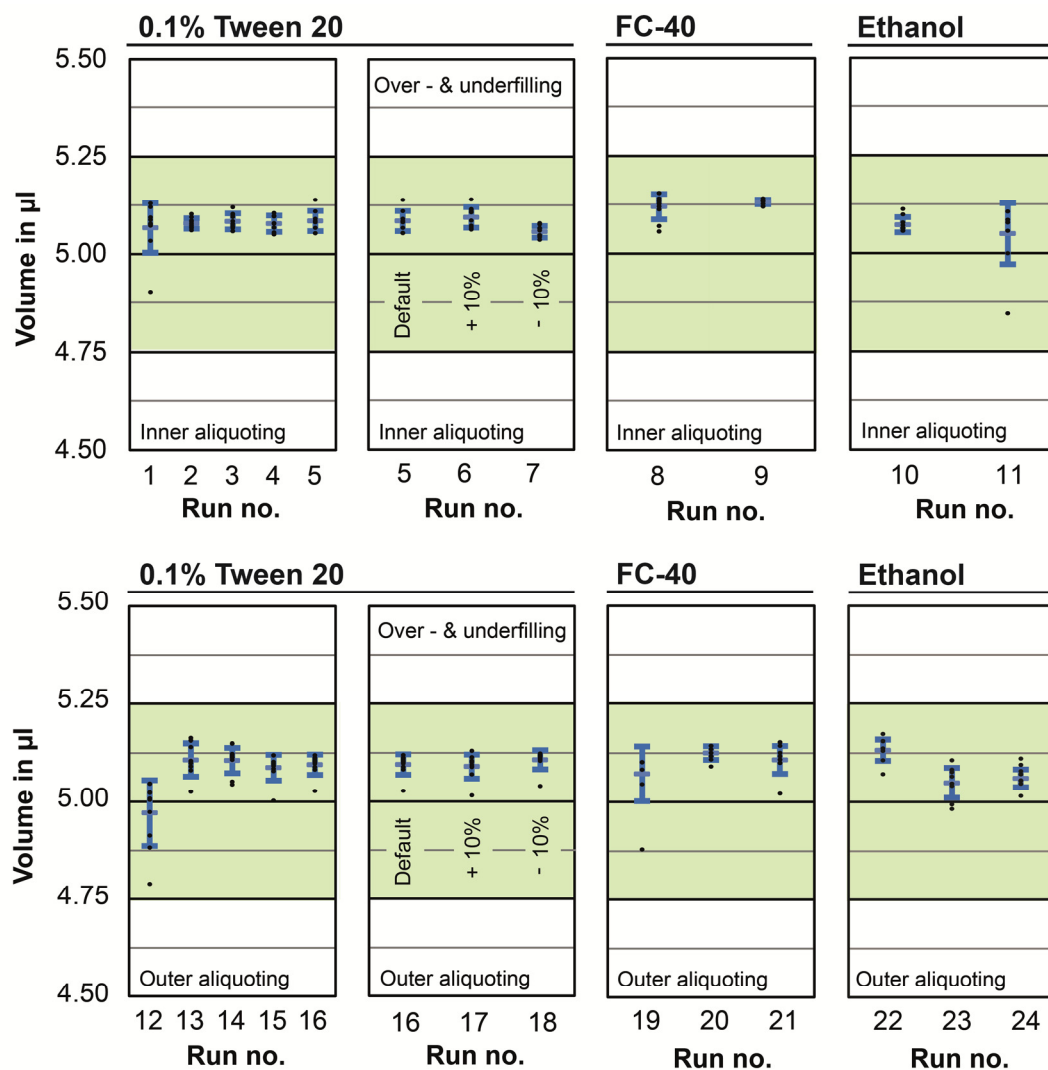 0.1% Tween 20 FC-40 Ethanol
5.50
Over - & underfilling
5.25
5.00
Default + 10% - 10%
4.75
Inner aliquoting Inner aliquoting Inner aliquoting Inner aliquoting
4.50
Volume in µl
1 2 3 4 5 5 6 7 8 9 10 11
Run no. Run no. Run no. Run no.
0.1% Tween 20 FC-40 Ethanol
5.50
Over - & underfilling
5.25
5.00
Default + 10% - 10%
4.75
Outer aliquoting Outer aliquoting Outer aliquoting Outer aliquoting
4.50
Volume in µl
12 13 14 15 16 16 17 18 19 20 21 22 23 24
Run no. Run no. Run no. Run no.